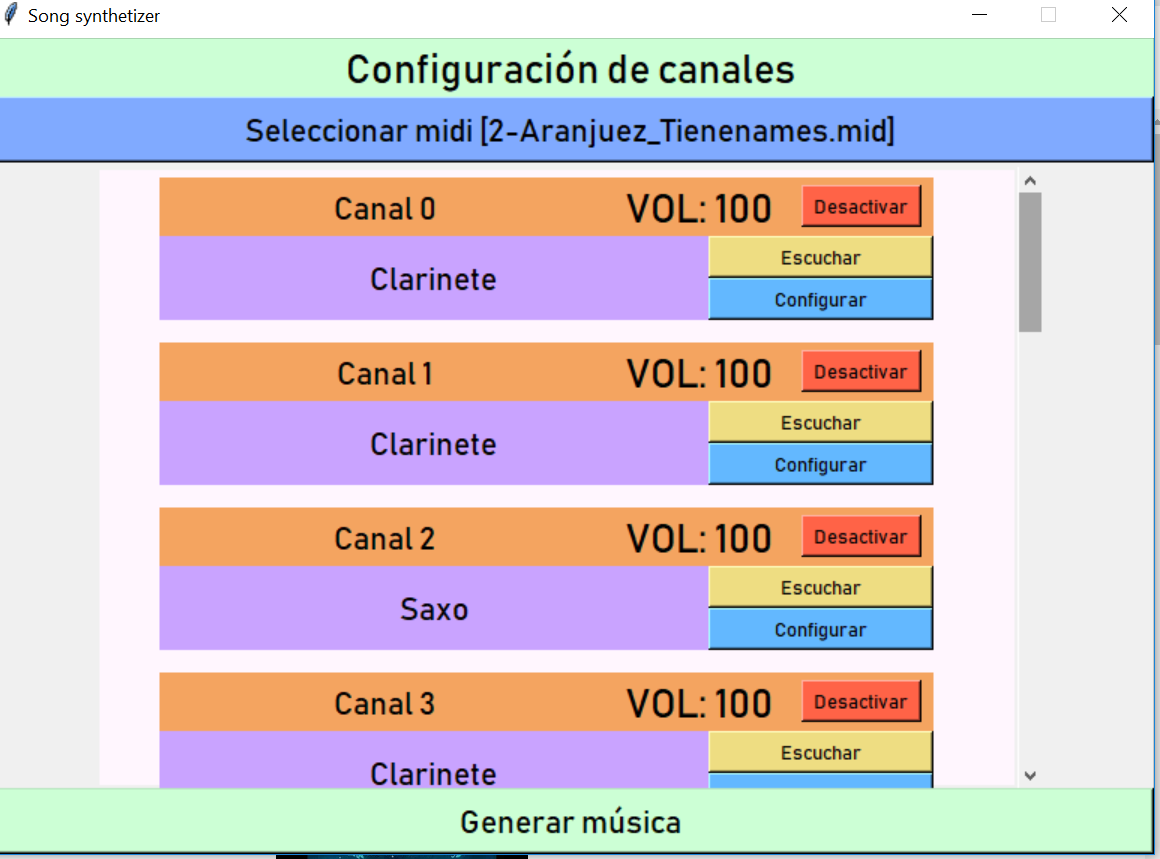 Song synthetizer
Configuración de canales
Seleccionar midi [2-Aranjuez_Tienenames.mid]
Canal 0 VOL: 100 Desactivar
Escuchar
Clarinete
Configurar
Canal 1 VOL: 100 Desactivar
Escuchar
Clarinete
Configurar
Canal 2 VOL: 100 Desactivar
Escuchar
Saxo
Configurar
Canal 3 VOL: 100 Desactivar
Escuchar
Clarinete
Generar música